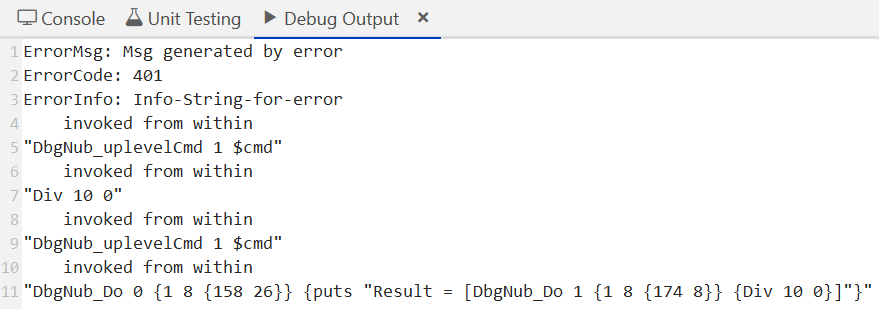 Console Unit Testing Debug Output ×
1 ErrorMsg: Msg generated by error
2 ErrorCode: 401
3 ErrorInfo: Info-String-for-error
4     invoked from within
5 "DbgNub_uplevelCmd 1 $cmd"
6     invoked from within
7 "Div 10 0"
8     invoked from within
9 "DbgNub_uplevelCmd 1 $cmd"
10     invoked from within
11 "DbgNub_Do 0 {1 8 {158 26}} {puts "Result = [DbgNub_Do 1 {1 8 {174 8}} {Div 10 0}]"}"